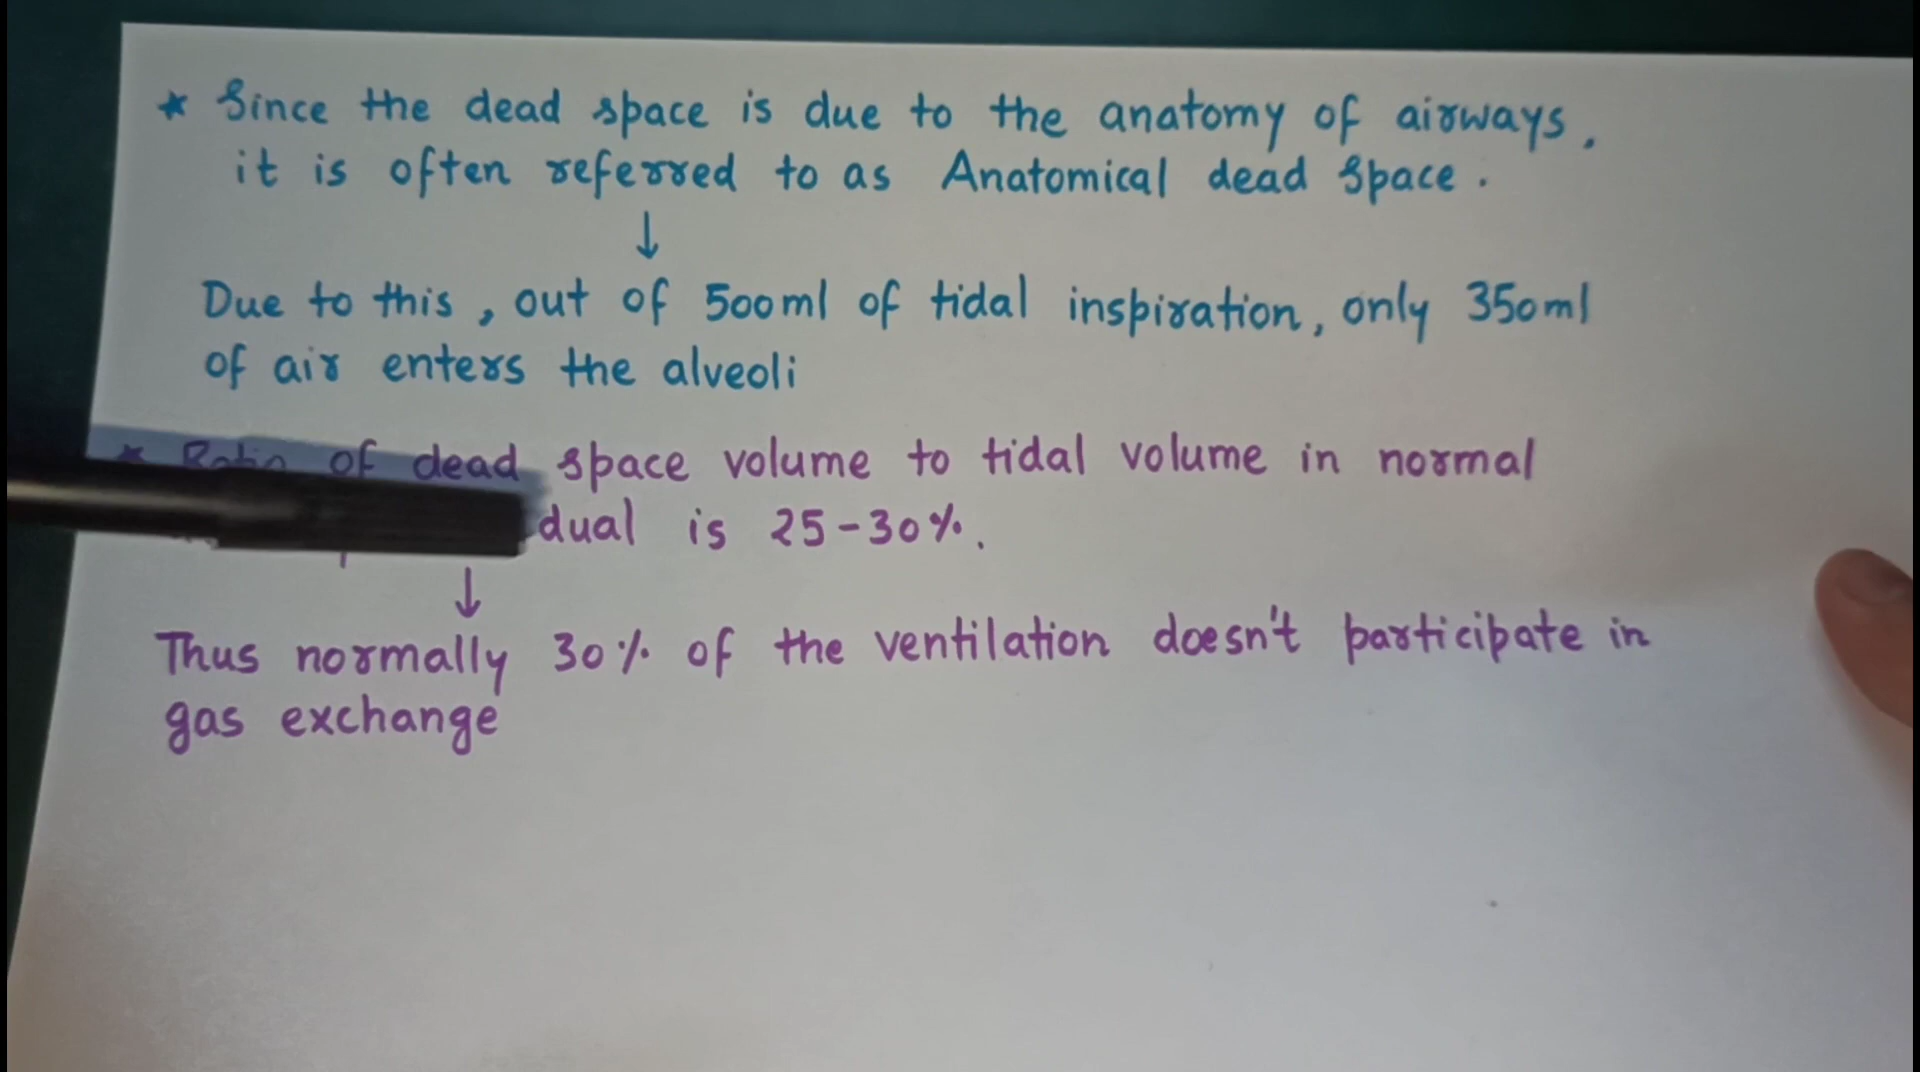 * Since the dead space is due to the anatomy of airways,
it is often referred to as Anatomical dead space.
↓
Due to this, out of 500ml of tidal inspiration, only 350ml
of air enters the alveoli
* Ratio of dead space volume to tidal volume in normal
dual is 25-30%.
↓
Thus normally 30% of the ventilation doesn't participate in
gas exchange